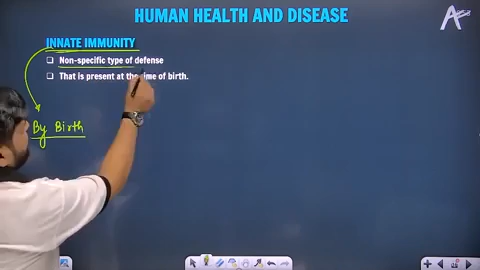 HUMAN HEALTH AND DISEASE
INNATE IMMUNITY
Non-specific type of defense
That is present at the time of birth.
By Birth